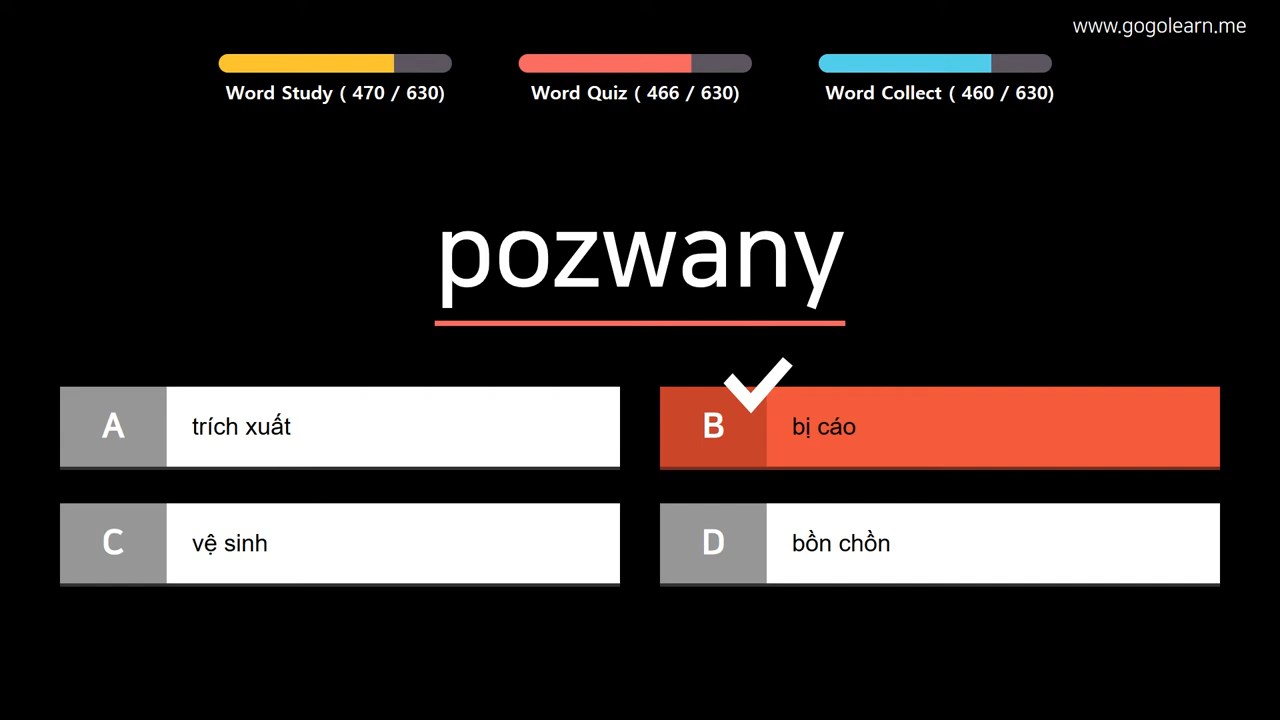 www.gogolearn.me
Word Study ( 470 / 630)
Word Quiz ( 466 / 630)
Word Collect ( 460 / 630)
pozwany
A trích xuất
B bị cáo
C vệ sinh
D bồn chồn